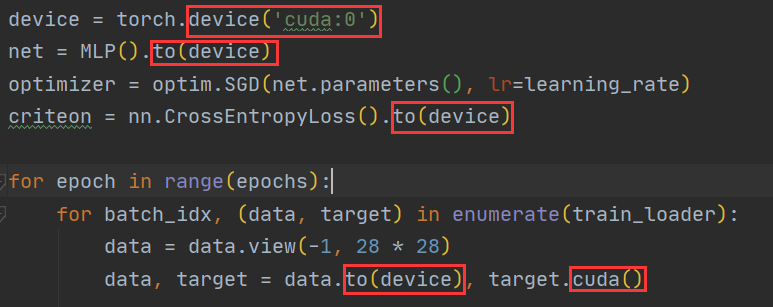 device = torch.device('cuda:0')
net = MLP().to(device)
optimizer = optim.SGD(net.parameters(), lr=learning_rate)
criteon = nn.CrossEntropyLoss().to(device)

for epoch in range(epochs):
    for batch_idx, (data, target) in enumerate(train_loader):
        data = data.view(-1, 28 * 28)
        data, target = data.to(device), target.cuda()